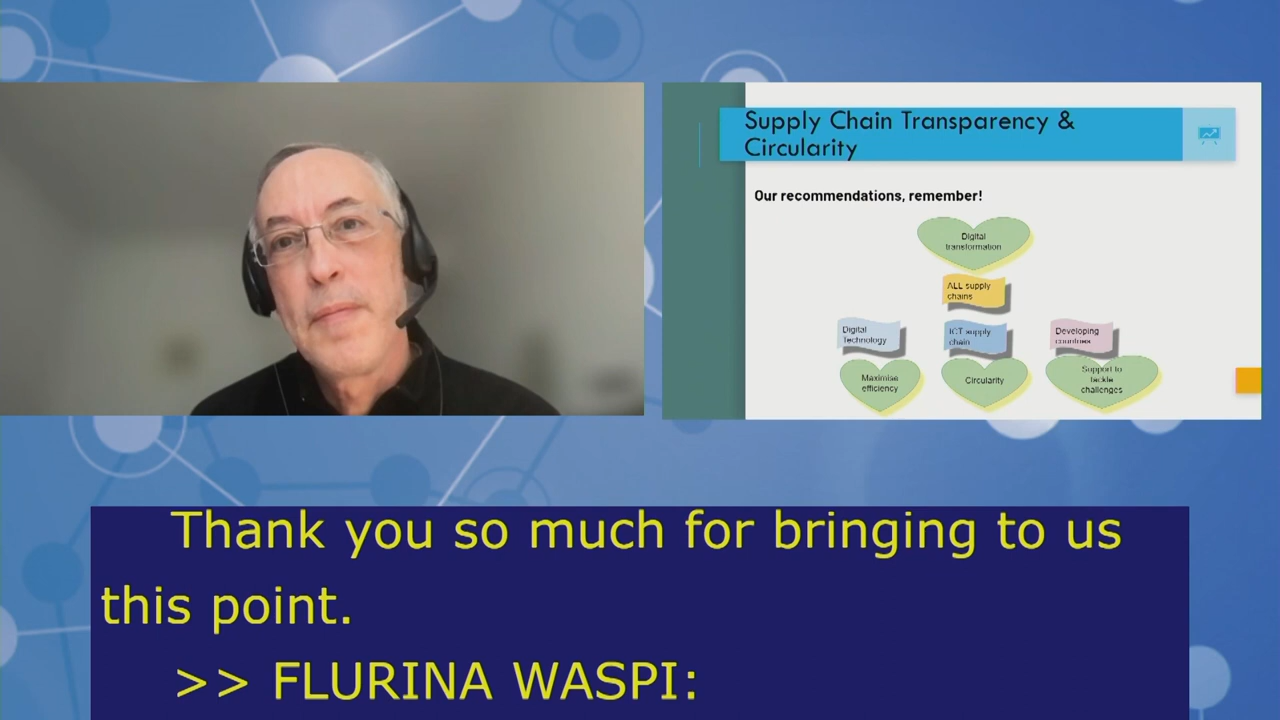 Supply Chain Transparency &
Circularity
Our recommendations, remember!
Digital
transformation
ALL supply
chains
Digital
Technology
ICT supply
chain
Developing
countries
Maximise
efficiency
Circularity
Support to
tackle
challenges
Thank you so much for bringing to us
this point.
>> FLURINA WASPI: